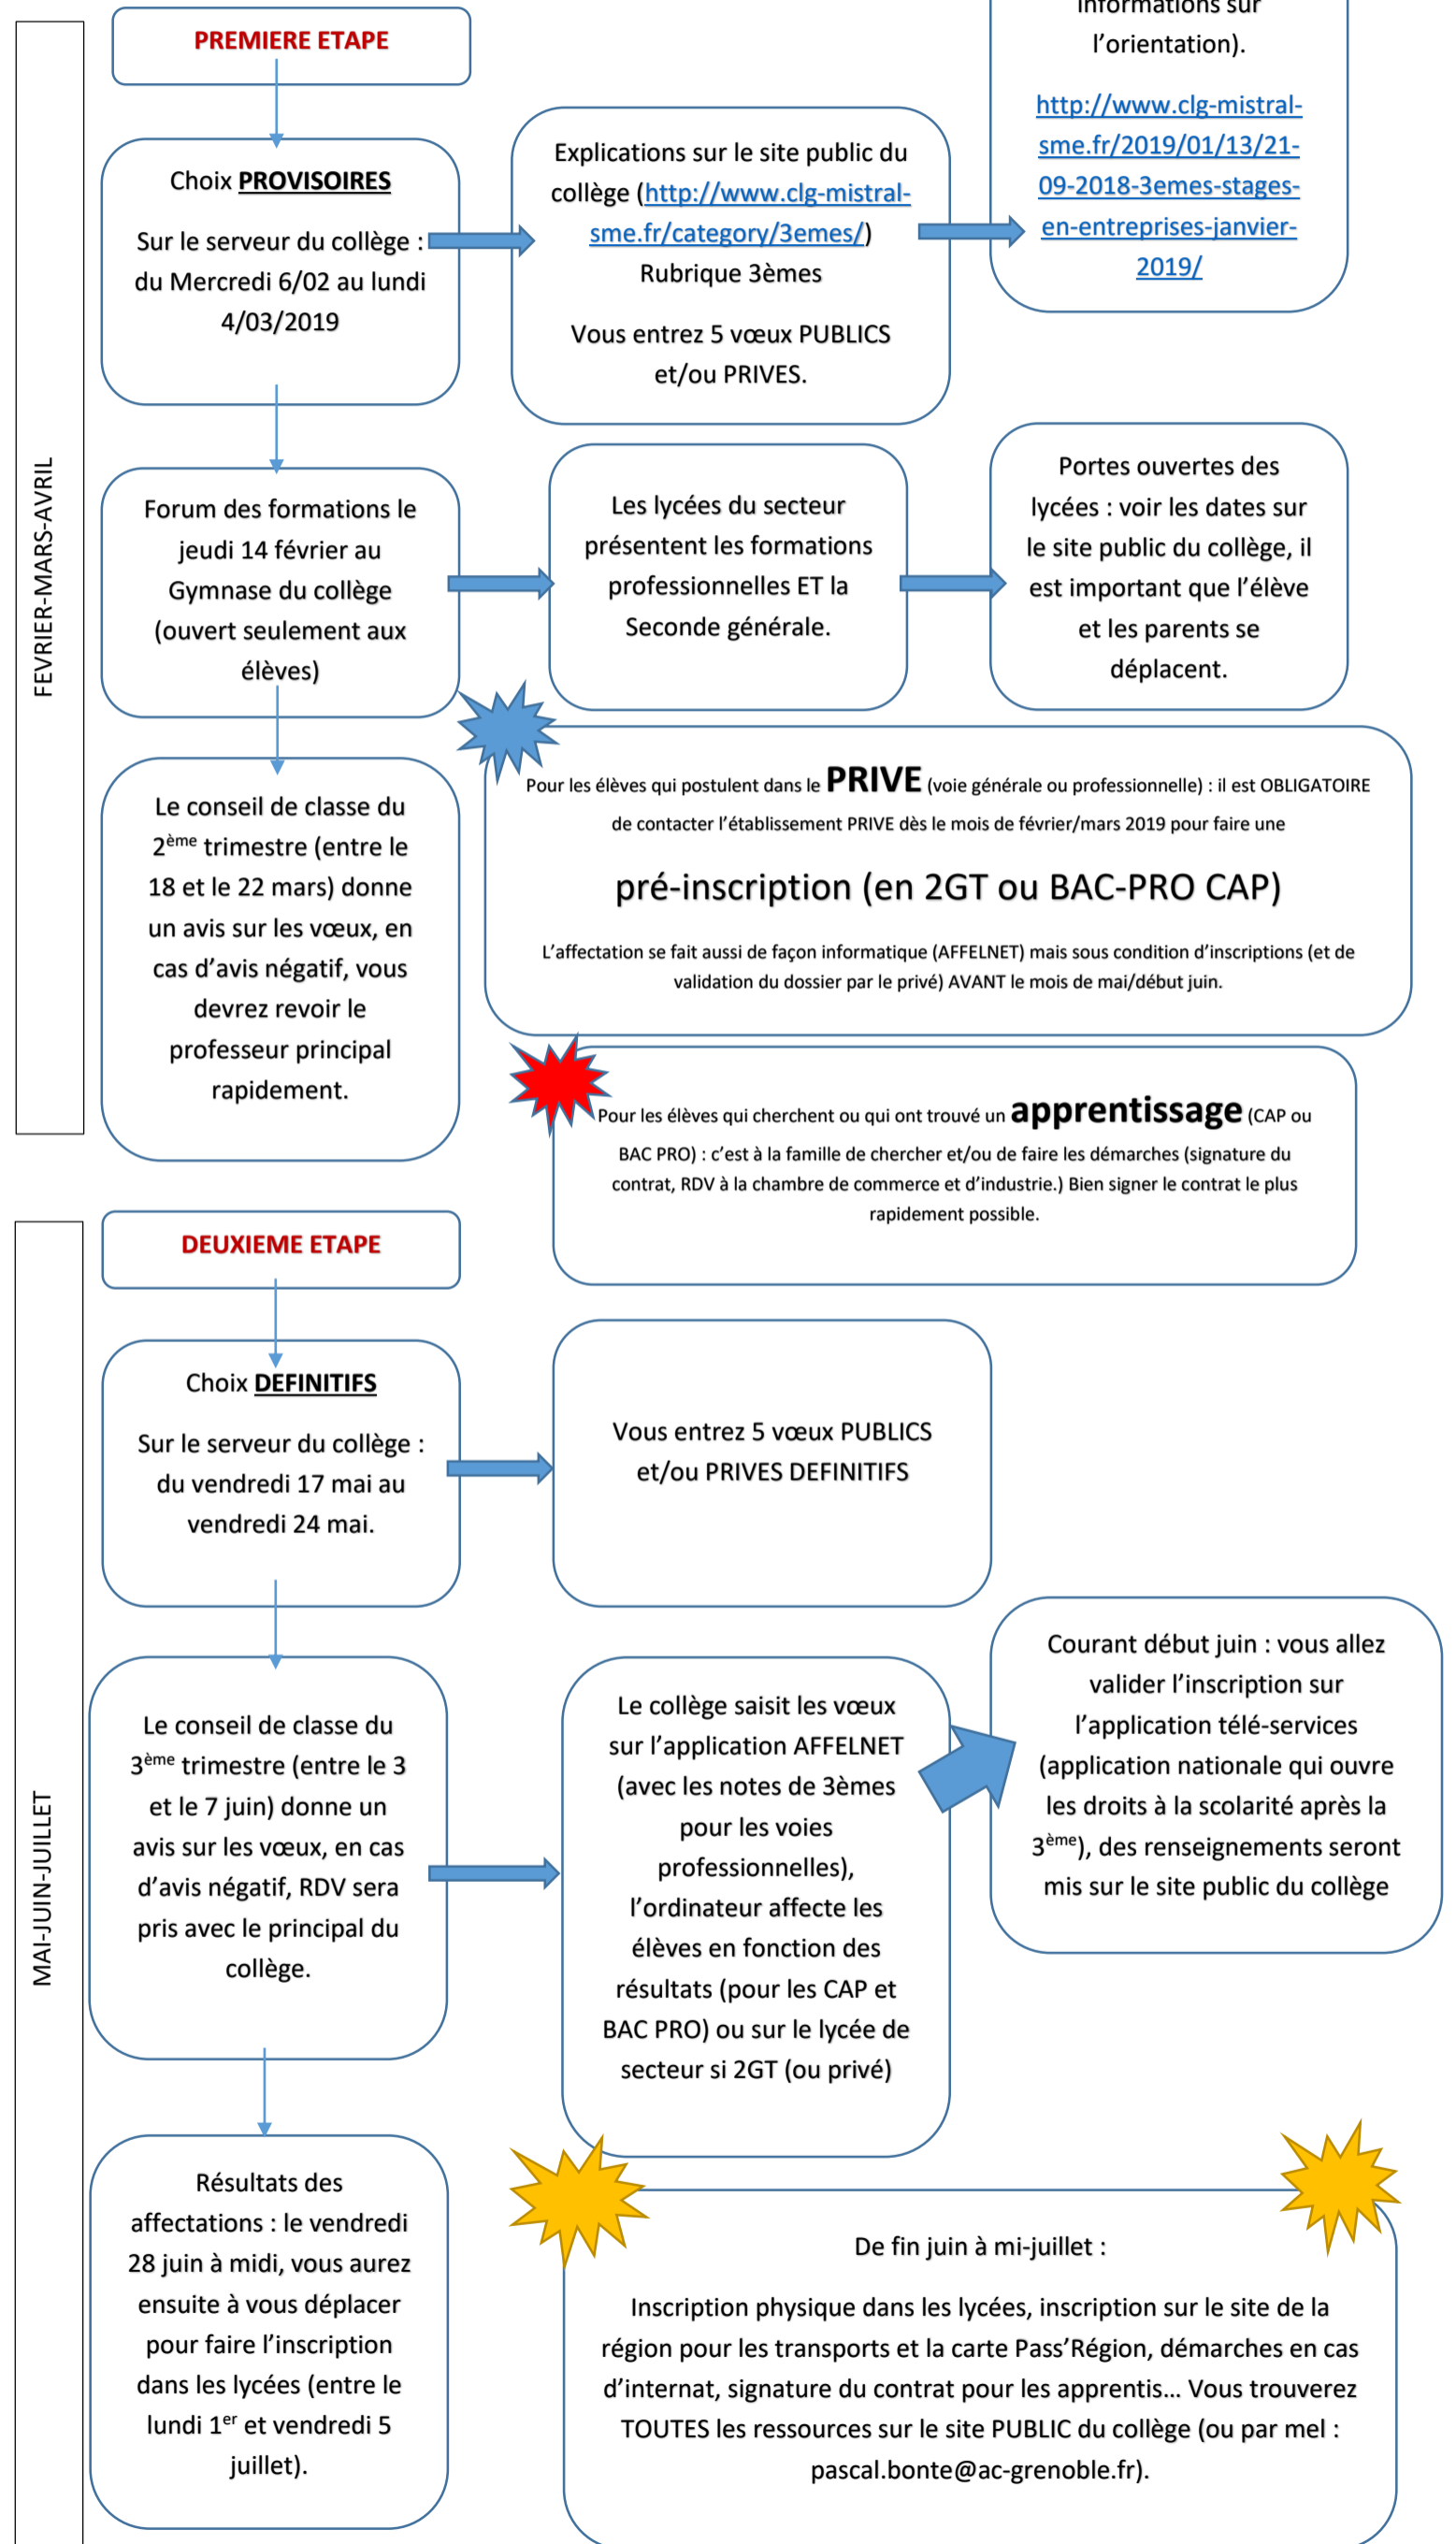 informations sur
l'orientation).
http://www.clg-mistral-
sme.fr/2019/01/13/21-
09-2018-3emes-stages-
en-entreprises-janvier-
2019/
FEVRIER-MARS-AVRIL
PREMIERE ETAPE
Choix PROVISOIRES
Sur le serveur du collège :
du Mercredi 6/02 au lundi
4/03/2019
Explications sur le site public du
collège (http://www.clg-mistral-
sme.fr/category/3emes/)
Rubrique 3èmes
Vous entrez 5 vœux PUBLICS
et/ou PRIVES.
Forum des formations le
jeudi 14 février au
Gymnase du collège
(ouvert seulement aux
élèves)
Les lycées du secteur
présentent les formations
professionnelles ET la
Seconde générale.
Portes ouvertes des
lycées : voir les dates sur
le site public du collège, il
est important que l'élève
et les parents se
déplacent.
Le conseil de classe du
2ème trimestre (entre le
18 et le 22 mars) donne
un avis sur les vœux, en
cas d'avis négatif, vous
devrez revoir le
professeur principal
rapidement.
Pour les élèves qui postulent dans le PRIVE (voie générale ou professionnelle) : il est OBLIGATOIRE
de contacter l'établissement PRIVE dès le mois de février/mars 2019 pour faire une
pré-inscription (en 2GT ou BAC-PRO CAP)
L'affectation se fait aussi de façon informatique (AFFELNET) mais sous condition d'inscriptions (et de
validation du dossier par le privé) AVANT le mois de mai/début juin.
Pour les élèves qui cherchent ou qui ont trouvé un apprentissage (CAP ou
BAC PRO) : c'est à la famille de chercher et/ou de faire les démarches (signature du
contrat, RDV à la chambre de commerce et d'industrie.) Bien signer le contrat le plus
rapidement possible.
MAI-JUIN-JUILLET
DEUXIEME ETAPE
Choix DEFINITIFS
Sur le serveur du collège :
du vendredi 17 mai au
vendredi 24 mai.
Vous entrez 5 vœux PUBLICS
et/ou PRIVES DEFINITIFS
Le conseil de classe du
3ème trimestre (entre le 3
et le 7 juin) donne un
avis sur les vœux, en cas
d'avis négatif, RDV sera
pris avec le principal du
collège.
Le collège saisit les vœux
sur l'application AFFELNET
(avec les notes de 3èmes
pour les voies
professionnelles),
l'ordinateur affecte les
élèves en fonction des
résultats (pour les CAP et
BAC PRO) ou sur le lycée de
secteur si 2GT (ou privé)
Courant début juin : vous allez
valider l'inscription sur
l'application télé-services
(application nationale qui ouvre
les droits à la scolarité après la
3ème), des renseignements seront
mis sur le site public du collège
Résultats des
affectations : le vendredi
28 juin à midi, vous aurez
ensuite à vous déplacer
pour faire l'inscription
dans les lycées (entre le
lundi 1er et vendredi 5
juillet).
De fin juin à mi-juillet :
Inscription physique dans les lycées, inscription sur le site de la
région pour les transports et la carte Pass'Région, démarches en cas
d'internat, signature du contrat pour les apprentis… Vous trouverez
TOUTES les ressources sur le site PUBLIC du collège (ou par mel :
pascal.bonte@ac-grenoble.fr).